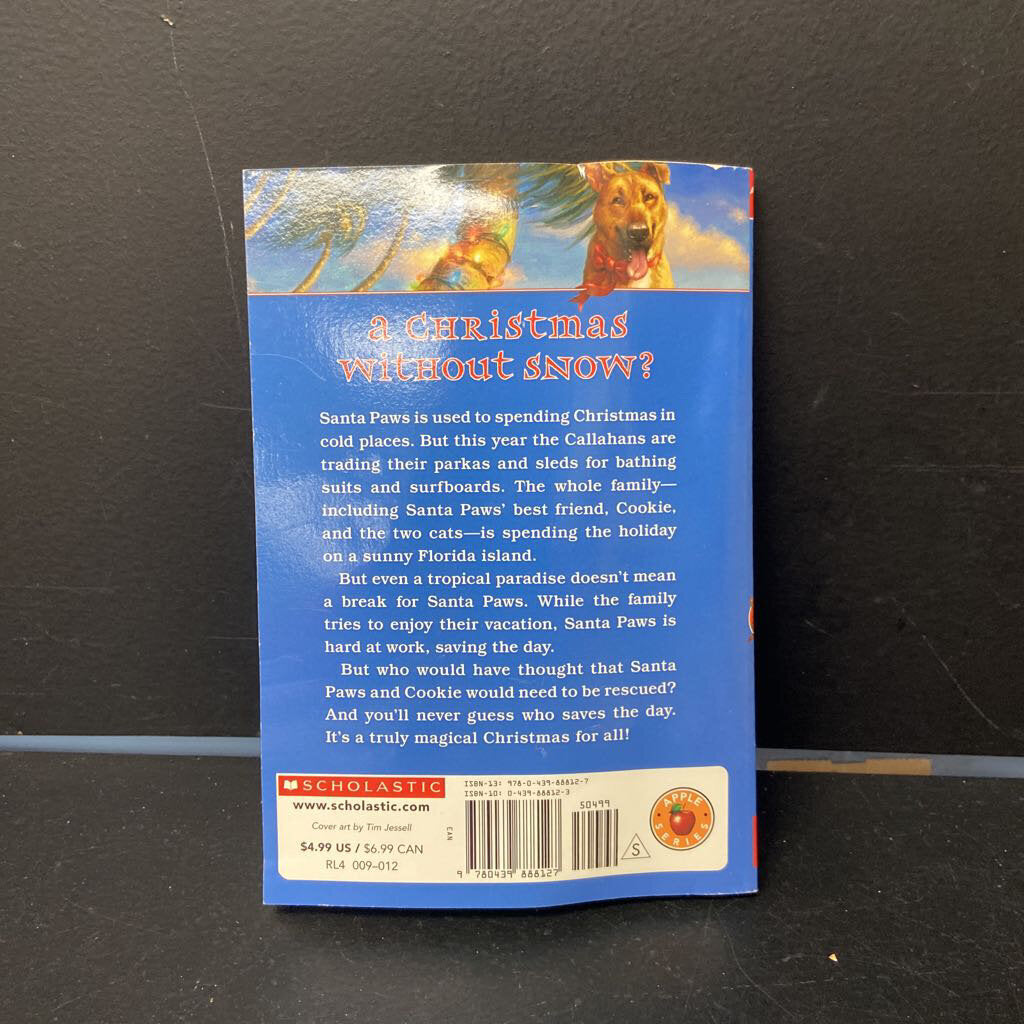 a CHRistmas
WitHout SNOW?
Santa Paws is used to spending Christmas in
cold places. But this year the Callahans are
trading their parkas and sleds for bathing
suits and surfboards. The whole family—
including Santa Paws' best friend, Cookie,
and the two cats—is spending the holiday
on a sunny Florida island.
But even a tropical paradise doesn't mean
a break for Santa Paws. While the family
tries to enjoy their vacation, Santa Paws is
hard at work, saving the day.
But who would have thought that Santa
Paws and Cookie would need to be rescued?
And you'll never guess who saves the day.
It's a truly magical Christmas for all!
SCHOLASTIC
www.scholastic.com
Cover art by Tim Jessell
$4.99 US / $6.99 CAN
RL4 009–012
EAN
ISBN-13: 978-0-439-88812-7
ISBN-10: 0-439-88812-3
50499
9 780439 888127
S
APPLE
SERIES